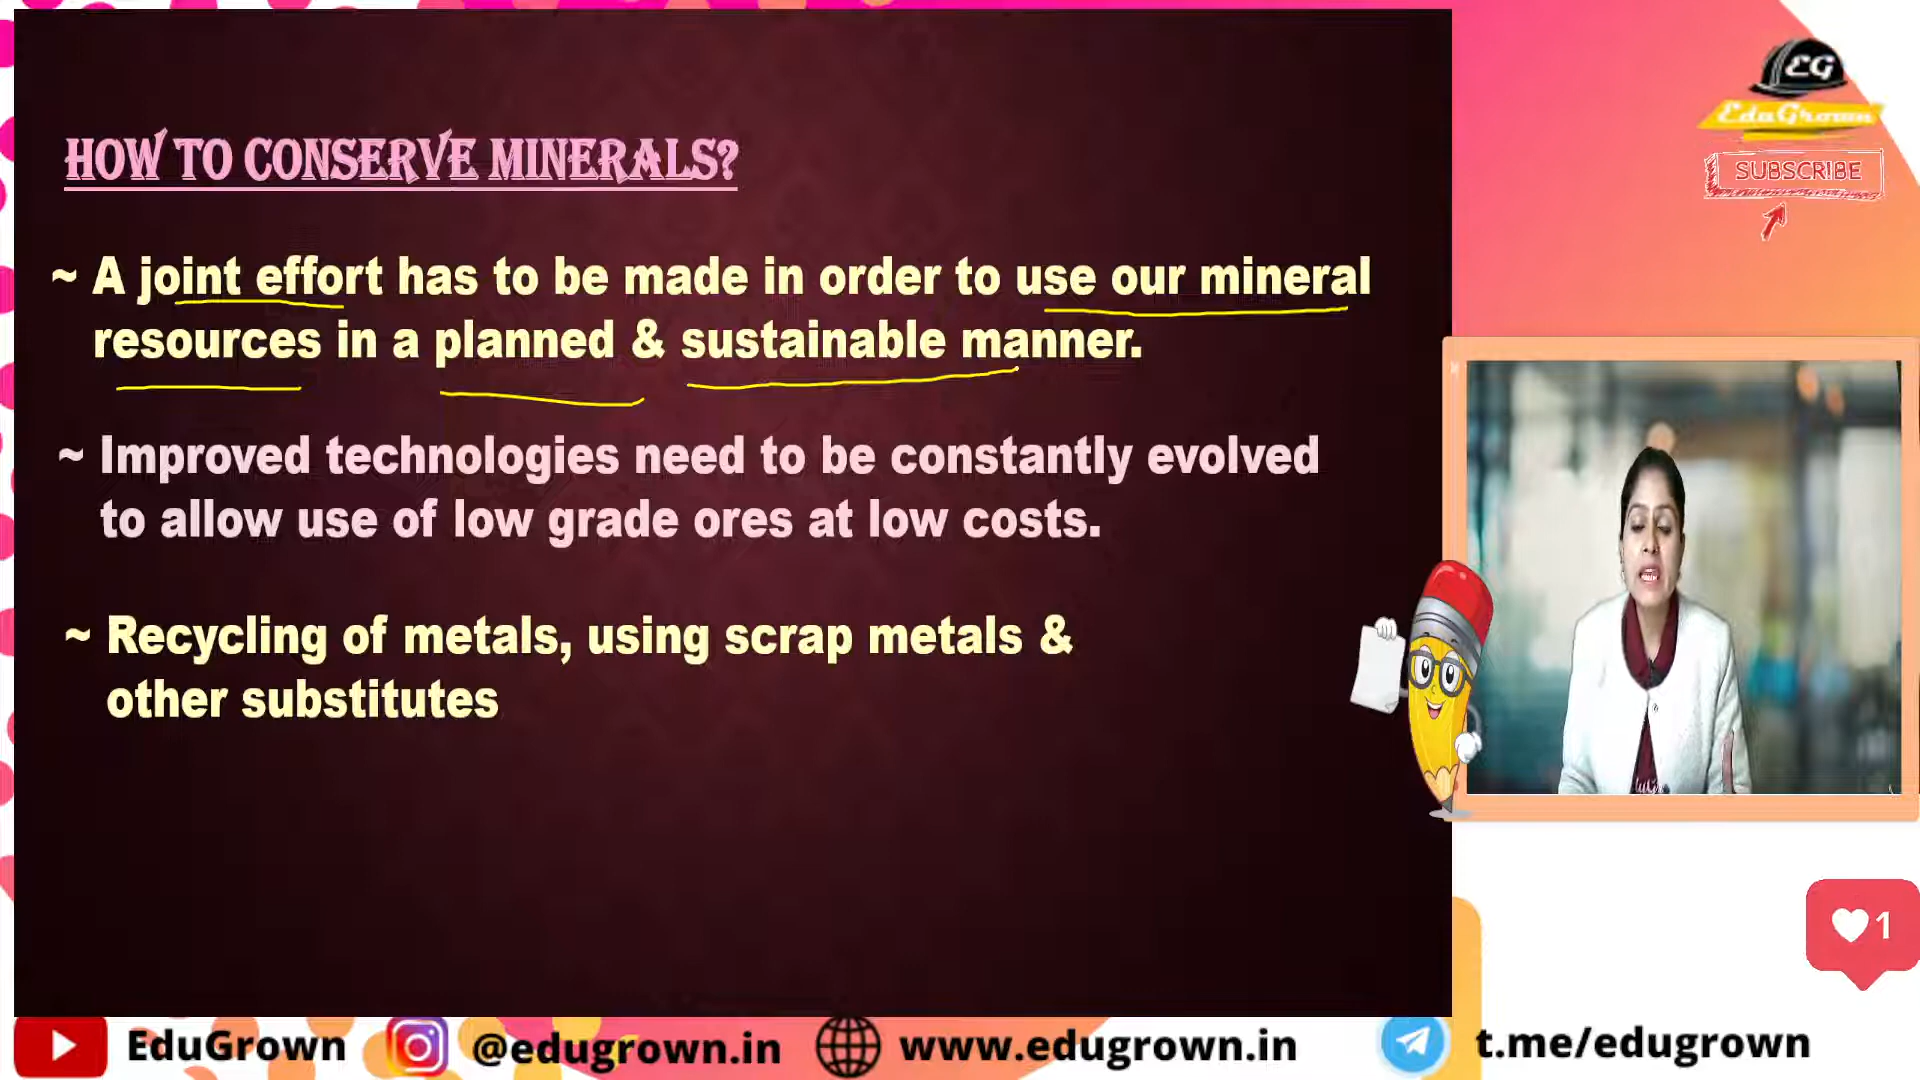 HOW TO CONSERVE MINERALS?
~ A joint effort has to be made in order to use our mineral
resources in a planned & sustainable manner.
~ Improved technologies need to be constantly evolved
to allow use of low grade ores at low costs.
~ Recycling of metals, using scrap metals &
other substitutes
EG
EduGrown
SUBSCRIBE
1
EduGrown
@edugrown.in
www.edugrown.in
t.me/edugrown